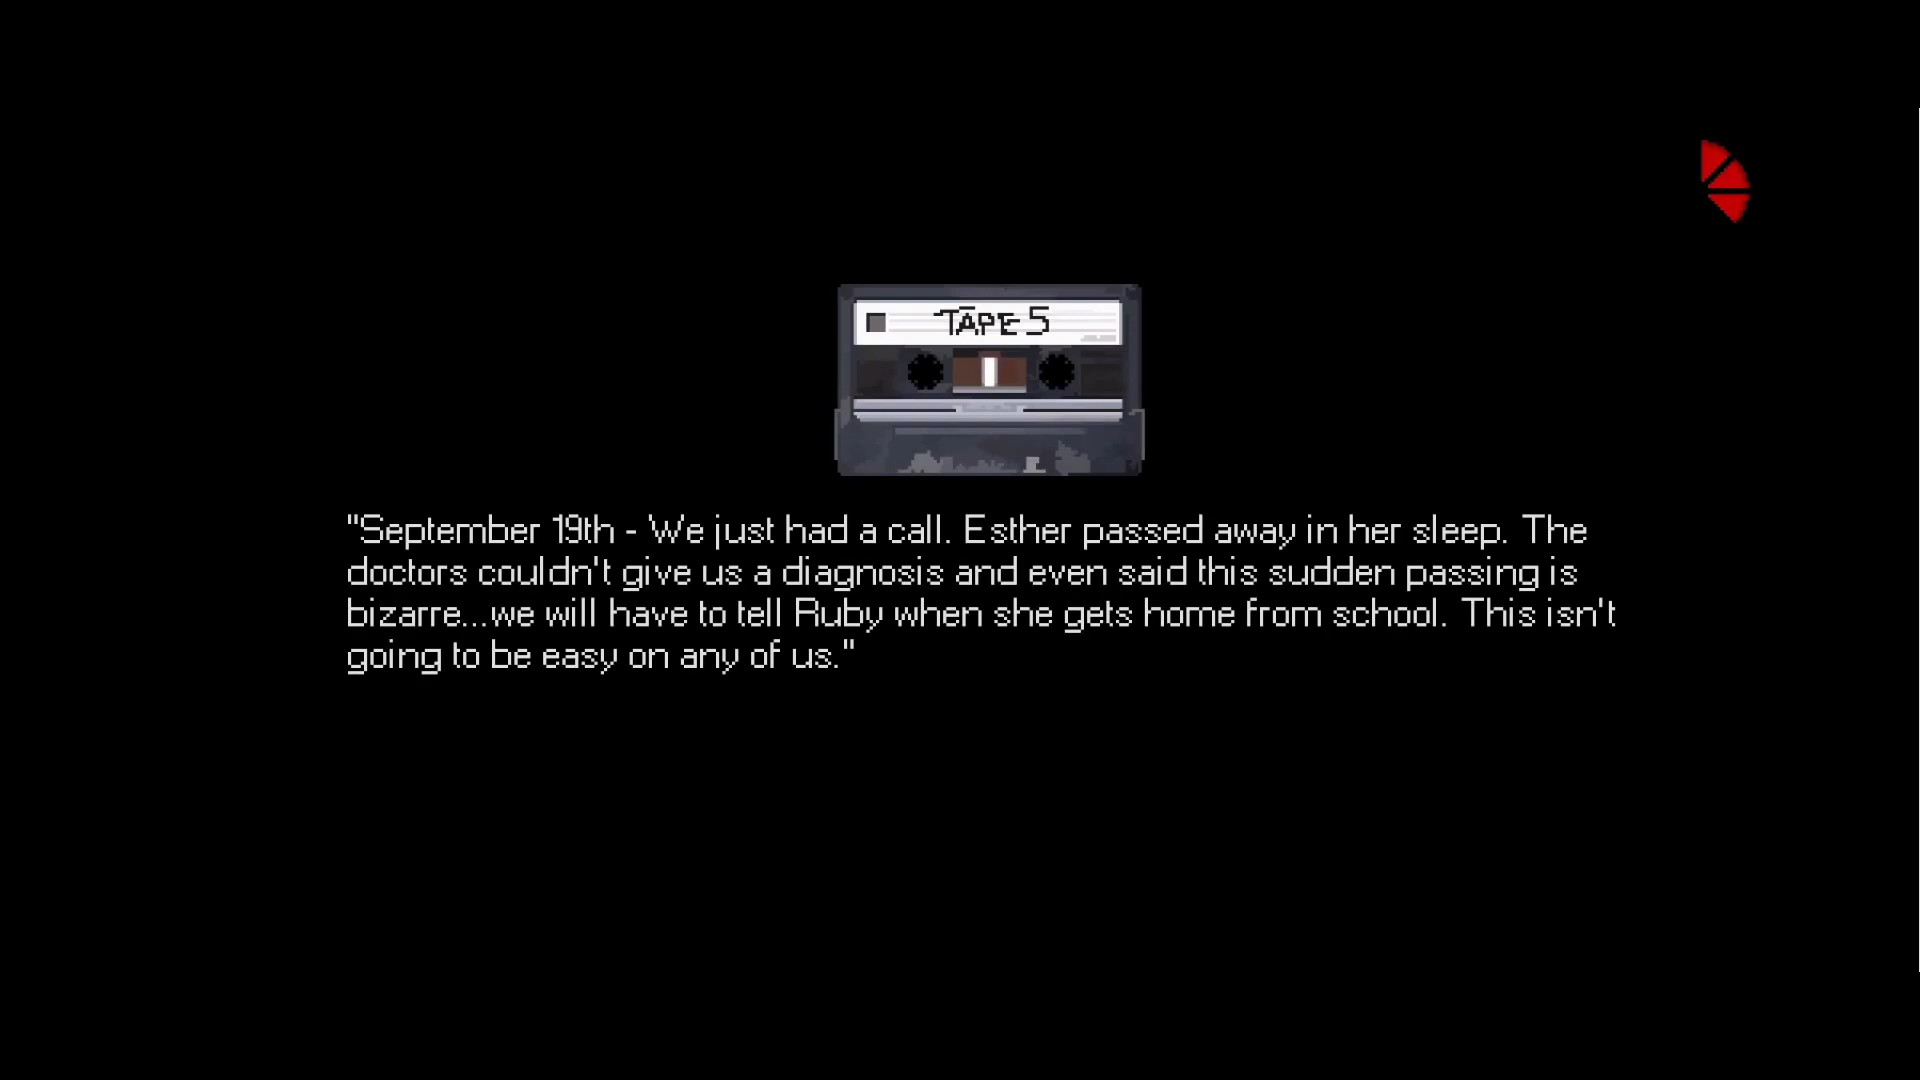 TAPE 5
"September 19th - We just had a call. Esther passed away in her sleep. The
doctors couldn't give us a diagnosis and even said this sudden passing is
bizarre...we will have to tell Ruby when she gets home from school. This isn't
going to be easy on any of us."